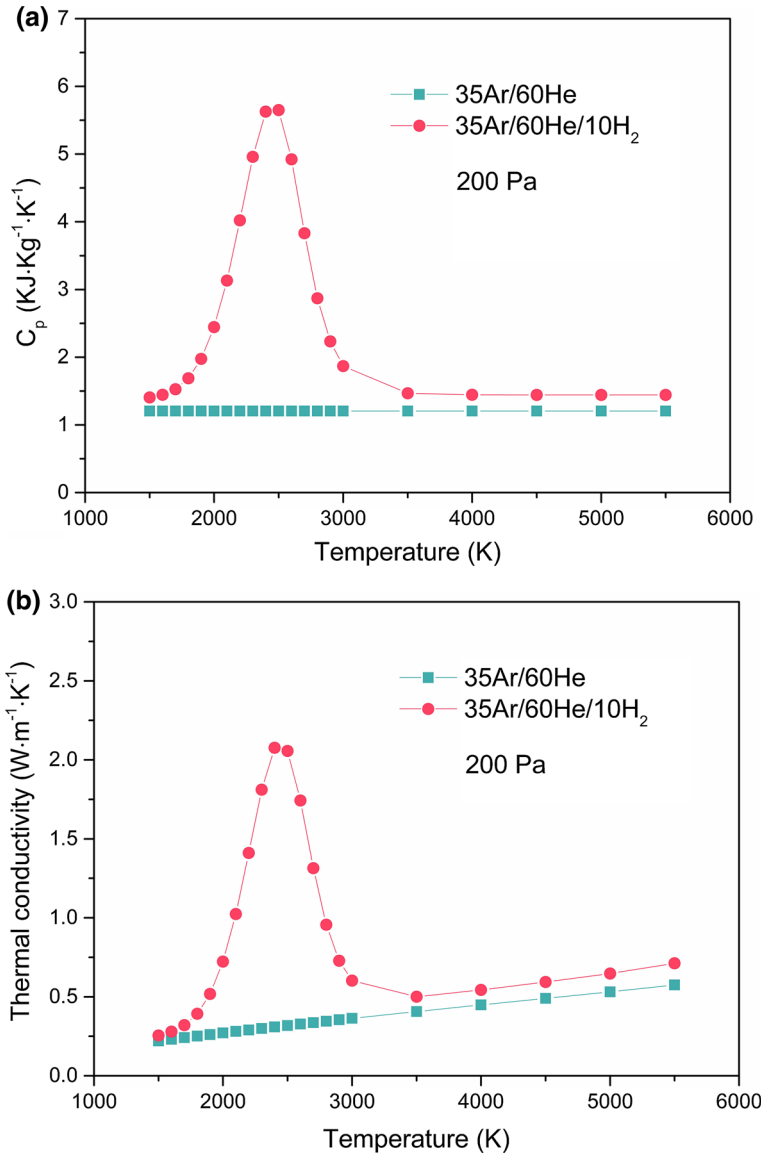 (a)
7
6
5
4
3
2
1
0
C_p (KJ·Kg⁻¹·K⁻¹)
35Ar/60He
35Ar/60He/10H₂
200 Pa
1000 2000 3000 4000 5000 6000
Temperature (K)
(b)
3.0
2.5
2.0
1.5
1.0
0.5
0.0
Thermal conductivity (W·m⁻¹·K⁻¹)
35Ar/60He
35Ar/60He/10H₂
200 Pa
1000 2000 3000 4000 5000 6000
Temperature (K)